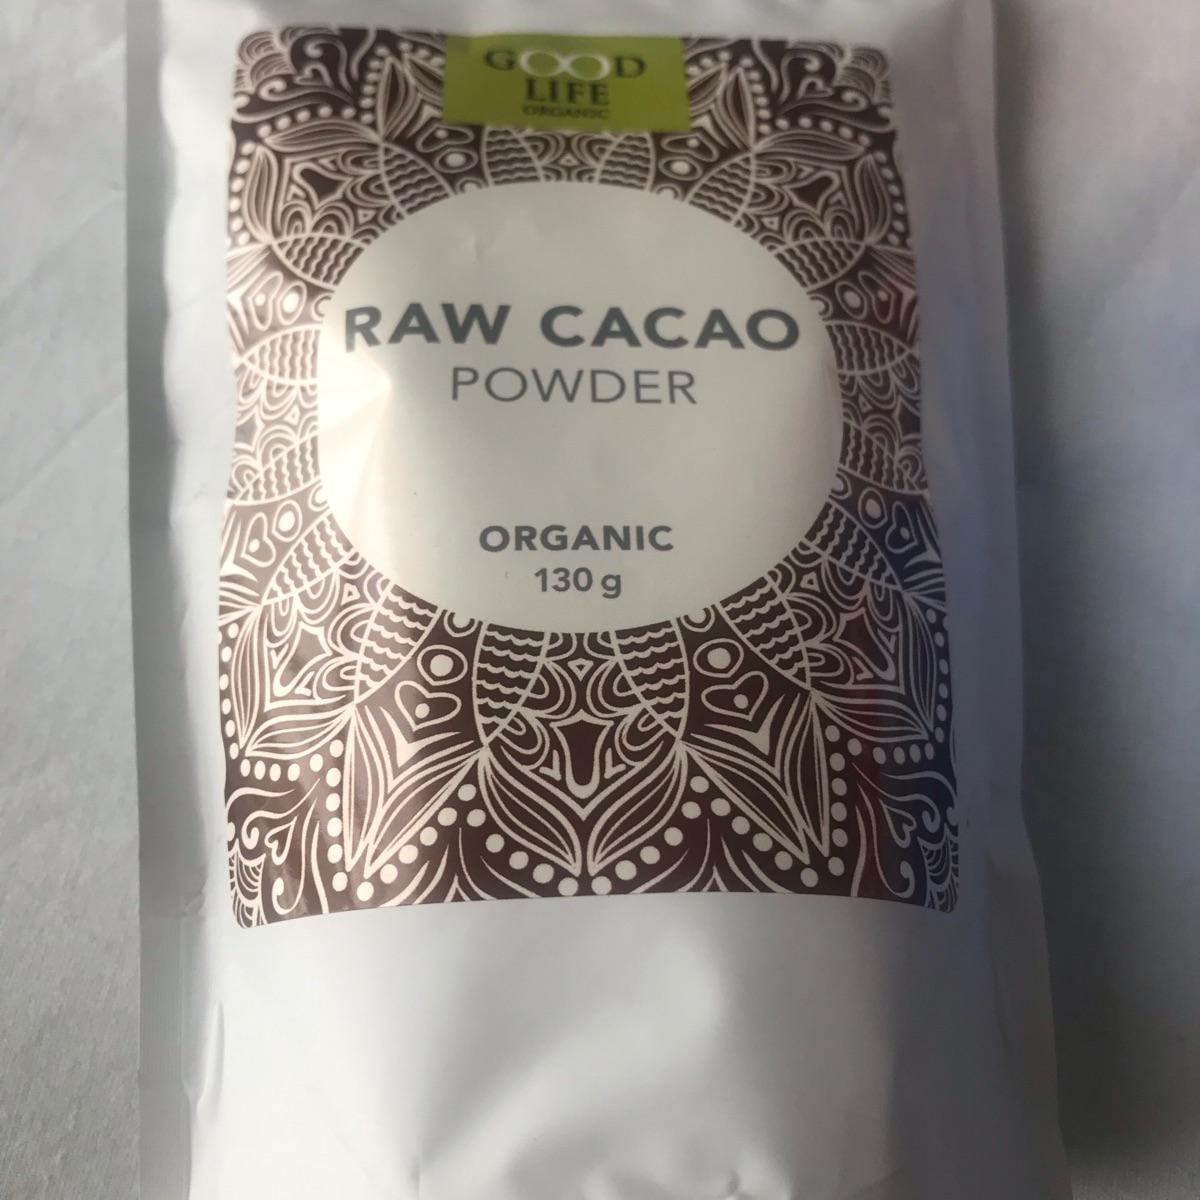 GOOD
LIFE
ORGANIC
RAW CACAO
POWDER
ORGANIC
130 g